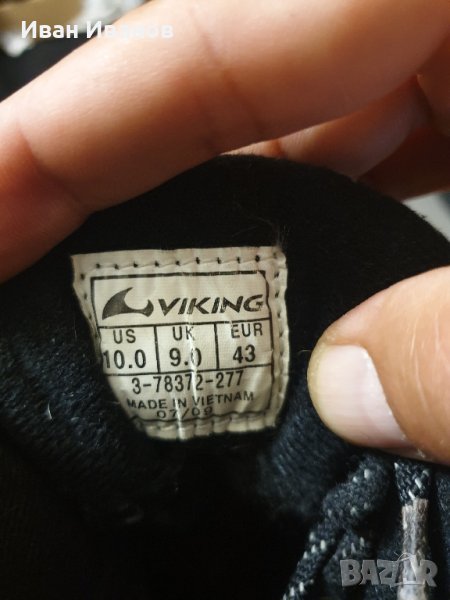 Иван Иванов
VIKING
US UK EUR
10.0 9.0 43
3-78372-277
MADE IN VIETNAM
07/09
BAZAR